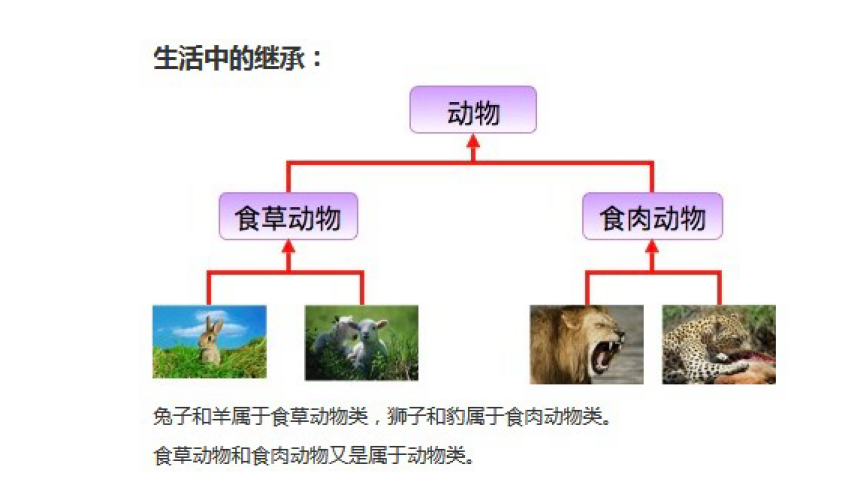 生活中的继承：
动物
食草动物 食肉动物
兔子和羊属于食草动物类，狮子和豹属于食肉动物类。
食草动物和食肉动物又是属于动物类。